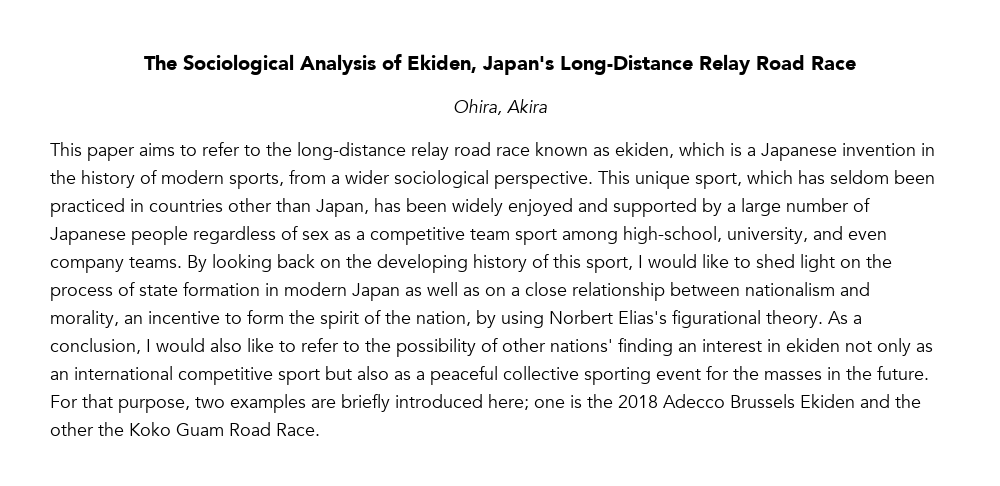 The Sociological Analysis of Ekiden, Japan's Long-Distance Relay Road Race
Ohira, Akira
This paper aims to refer to the long-distance relay road race known as ekiden, which is a Japanese invention in
the history of modern sports, from a wider sociological perspective. This unique sport, which has seldom been
practiced in countries other than Japan, has been widely enjoyed and supported by a large number of
Japanese people regardless of sex as a competitive team sport among high-school, university, and even
company teams. By looking back on the developing history of this sport, I would like to shed light on the
process of state formation in modern Japan as well as on a close relationship between nationalism and
morality, an incentive to form the spirit of the nation, by using Norbert Elias's figurational theory. As a
conclusion, I would also like to refer to the possibility of other nations' finding an interest in ekiden not only as
an international competitive sport but also as a peaceful collective sporting event for the masses in the future.
For that purpose, two examples are briefly introduced here; one is the 2018 Adecco Brussels Ekiden and the
other the Koko Guam Road Race.